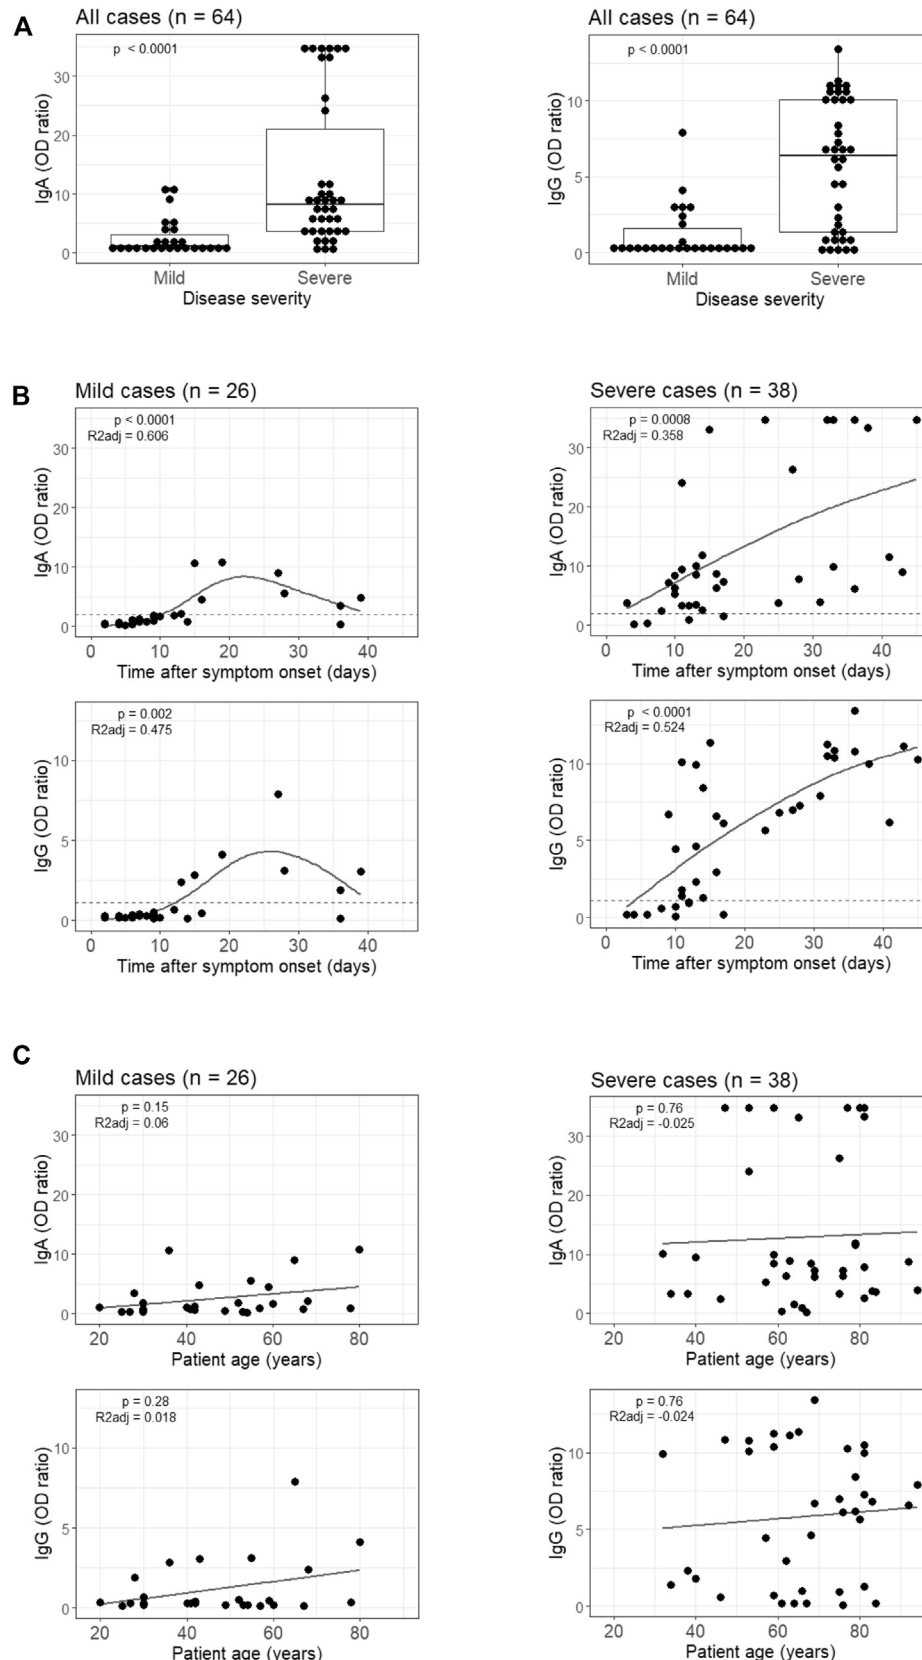 A
All cases (n = 64)
p < 0.0001
IgA (OD ratio)
30
20
10
0
Mild
Severe
Disease severity
All cases (n = 64)
p < 0.0001
IgG (OD ratio)
10
5
0
Mild
Severe
Disease severity
B
Mild cases (n = 26)
p < 0.0001
R2adj = 0.606
IgA (OD ratio)
30
20
10
0
0 10 20 30 40
Time after symptom onset (days)
Severe cases (n = 38)
p = 0.0008
R2adj = 0.358
IgA (OD ratio)
30
20
10
0
0 10 20 30 40
Time after symptom onset (days)
p = 0.002
R2adj = 0.475
IgG (OD ratio)
10
5
0
0 10 20 30 40
Time after symptom onset (days)
p < 0.0001
R2adj = 0.524
IgG (OD ratio)
10
5
0
0 10 20 30 40
Time after symptom onset (days)
C
Mild cases (n = 26)
p = 0.15
R2adj = 0.06
IgA (OD ratio)
30
20
10
0
20 40 60 80
Patient age (years)
Severe cases (n = 38)
p = 0.76
R2adj = -0.025
IgA (OD ratio)
30
20
10
0
20 40 60 80
Patient age (years)
p = 0.28
R2adj = 0.018
IgG (OD ratio)
10
5
0
20 40 60 80
Patient age (years)
p = 0.76
R2adj = -0.024
IgG (OD ratio)
10
5
0
20 40 60 80
Patient age (years)